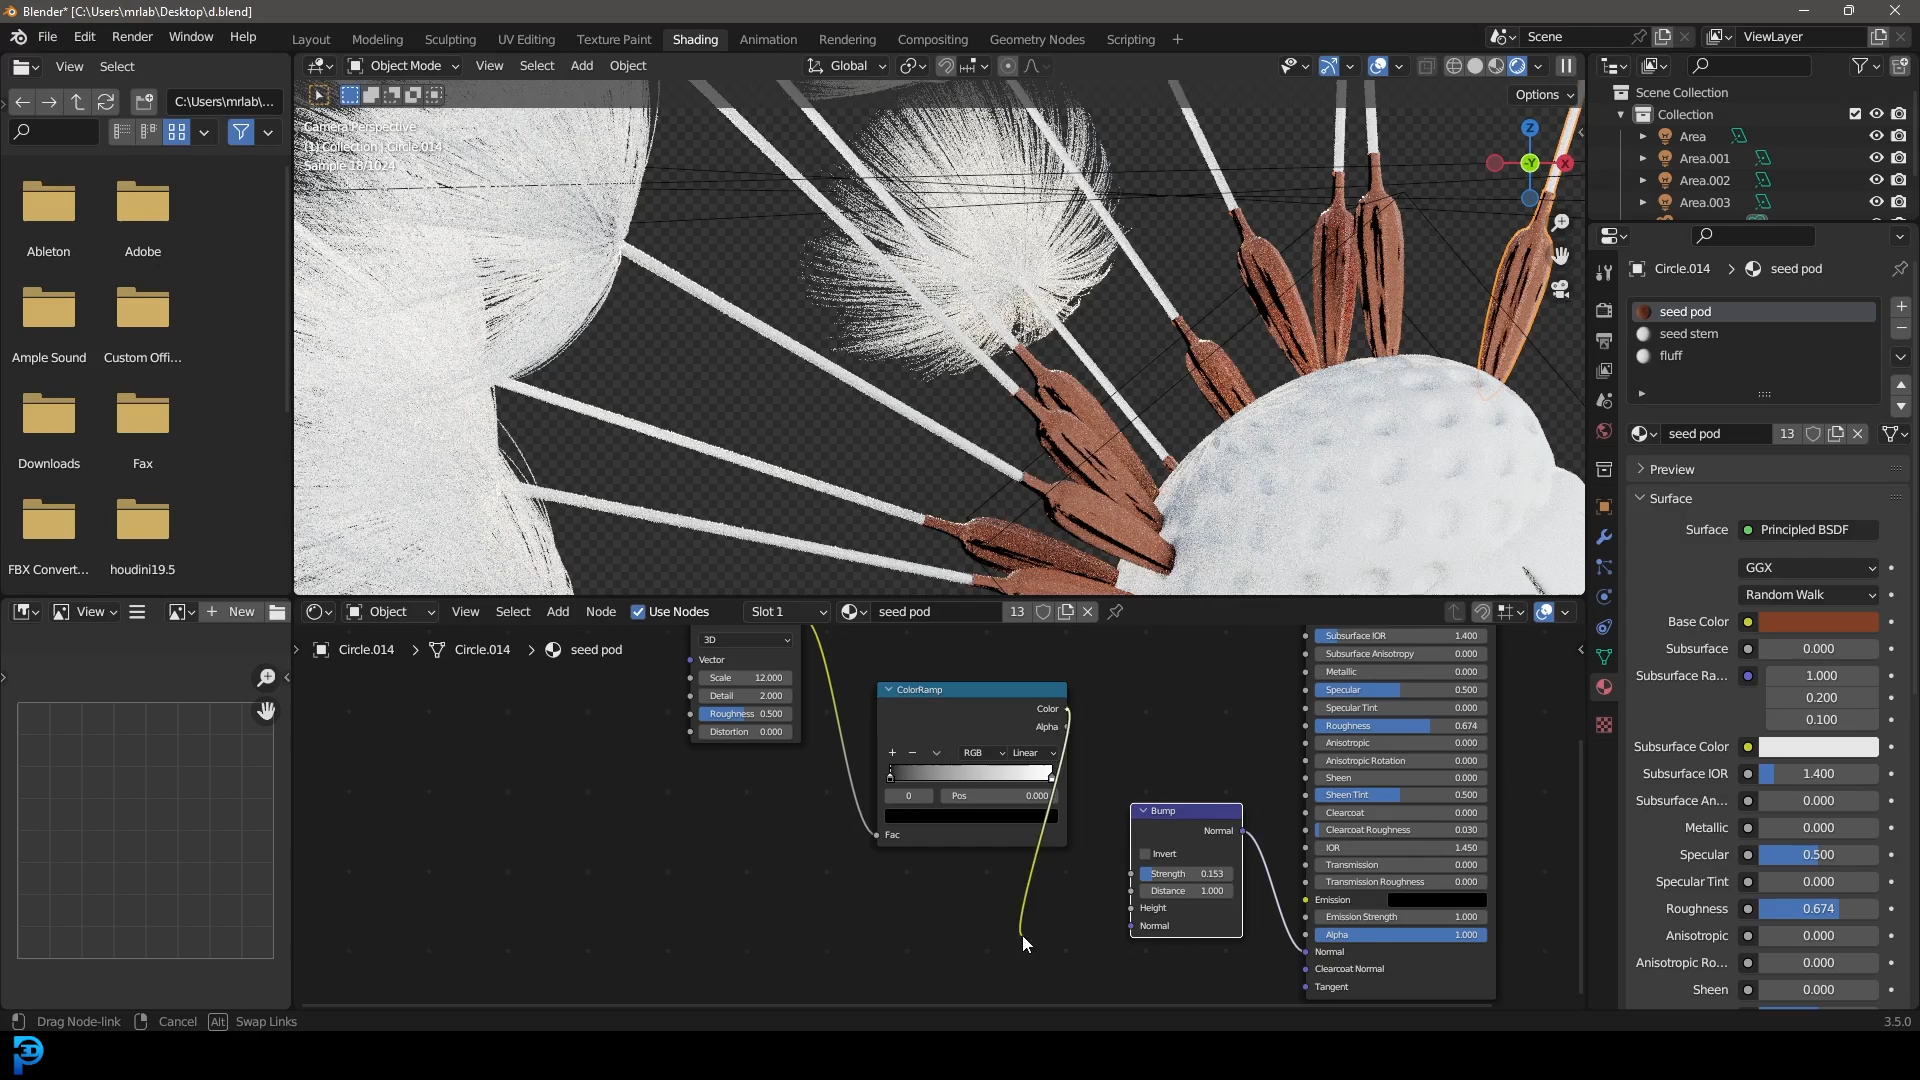 Blender* [C:\Users\mrlab\Desktop\d.blend]
File Edit Render Window Help
Layout Modeling Sculpting UV Editing Texture Paint Shading Animation Rendering Compositing Geometry Nodes Scripting +
Scene
ViewLayer
View Select
Object Mode View Select Add Object
Global
Options
C:\Users\mrlab\...
Camera Perspective
(1) Collection | Circle.014
Sample 18/1024
Z
-Y
X
Scene Collection
Collection
Area
Area.001
Area.002
Area.003
Ableton
Adobe
Ample Sound
Custom Offi...
Downloads
Fax
FBX Convert...
houdini19.5
Circle.014 > seed pod
seed pod
seed stem
fluff
seed pod 13
Preview
Surface
Surface Principled BSDF
GGX
Random Walk
Base Color
Subsurface 0.000
Subsurface Ra... 1.000
0.200
0.100
Subsurface Color
Subsurface IOR 1.400
Subsurface An... 0.000
Metallic 0.000
Specular 0.500
Specular Tint 0.000
Roughness 0.674
Anisotropic 0.000
Anisotropic Ro... 0.000
Sheen 0.000
View
New
Object View Select Add Node Use Nodes Slot 1 seed pod 13
Circle.014 > Circle.014 > seed pod
3D
Vector
Scale 12.000
Detail 2.000
Roughness 0.500
Distortion 0.000
ColorRamp
Color
Alpha
+ − RGB Linear
0 Pos 0.000
Fac
Bump
Normal
Invert
Strength 0.153
Distance 1.000
Height
Normal
Subsurface IOR 1.400
Subsurface Anisotropy 0.000
Metallic 0.000
Specular 0.500
Specular Tint 0.000
Roughness 0.674
Anisotropic 0.000
Anisotropic Rotation 0.000
Sheen 0.000
Sheen Tint 0.500
Clearcoat 0.000
Clearcoat Roughness 0.030
IOR 1.450
Transmission 0.000
Transmission Roughness 0.000
Emission
Emission Strength 1.000
Alpha 1.000
Normal
Clearcoat Normal
Tangent
Drag Node-link Cancel Alt Swap Links
3.5.0